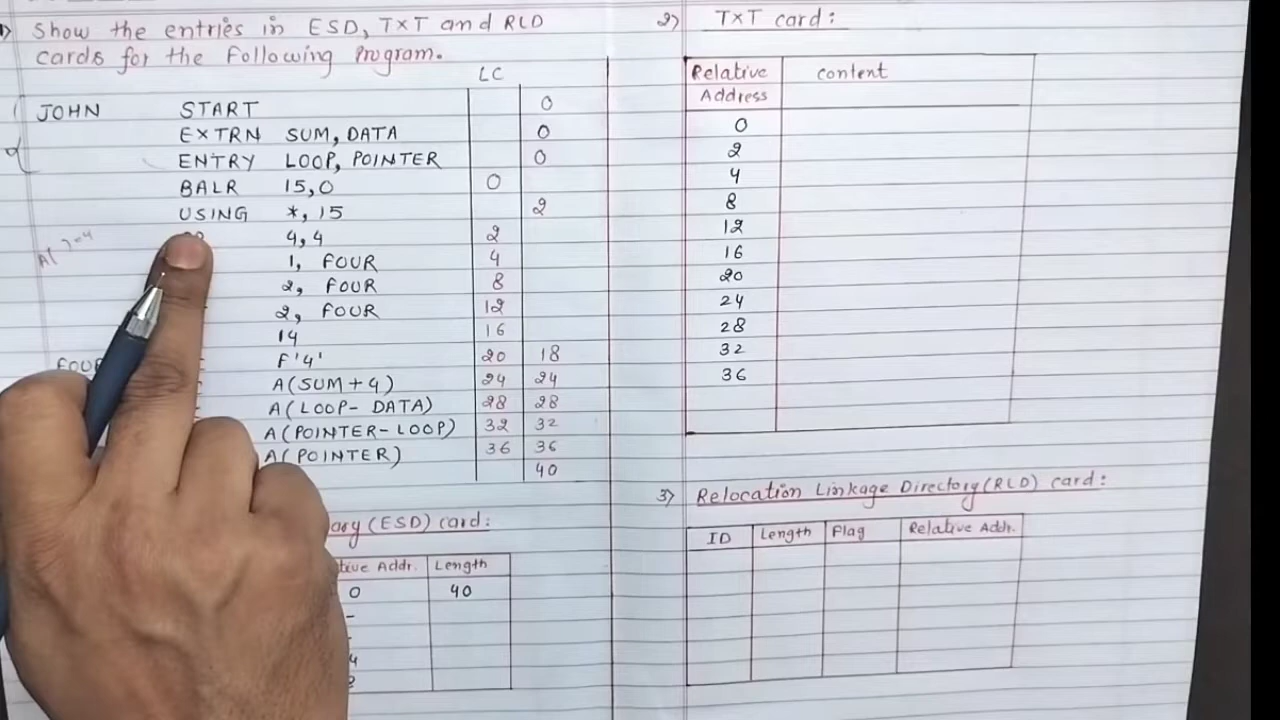 1) Show the entries in ESD, TXT and RLD
cards for the following Program.
LC
JOHN START 0
EXTRN SUM, DATA 0
ENTRY LOOP, POINTER 0
BALR 15,0 0
USING *, 15 2
4,4 2
1, FOUR 4
2, FOUR 8
2, FOUR 12
14 16
FOUR F'4' 20 18
A(SUM+4) 24 24
A(LOOP- DATA) 28 28
A(POINTER-LOOP) 32 32
A(POINTER) 36 36
40
A( )=4
(ESD) card:
Addr. Length
0 40
-
-
4
2) TXT card:
Relative Address content
0
2
4
8
12
16
20
24
28
32
36
3) Relocation Linkage Directory(RLD) card:
ID Length Flag Relative Addr.